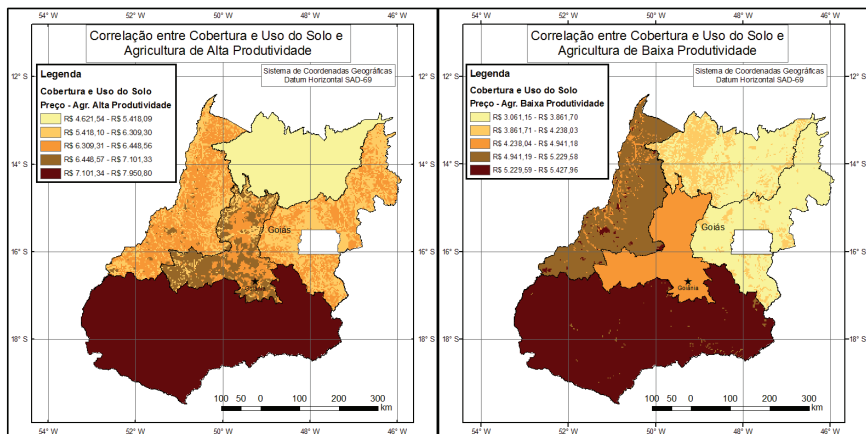 54° W
52° W
50° W
48° W
46° W
Correlação entre Cobertura e Uso do Solo e
Agricultura de Alta Produtividade
Legenda
Cobertura e Uso do Solo
Preço - Agr. Alta Produtividade
R$ 4.621,54 - R$ 5.418,09
R$ 5.418,10 - R$ 6.309,30
R$ 6.309,31 - R$ 6.448,56
R$ 6.448,57 - R$ 7.101,33
R$ 7.101,34 - R$ 7.950,80
Sistema de Coordenadas Geográficas
Datum Horizontal SAD-69
12° S
14° S
16° S
18° S
Goiás
Goiânia
100 50 0 100 200 300
km
54° W
52° W
50° W
48° W
46° W
54° W
52° W
50° W
48° W
46° W
Correlação entre Cobertura e Uso do Solo e
Agricultura de Baixa Produtividade
Legenda
Cobertura e Uso do Solo
Preço - Agr. Baixa Produtividade
R$ 3.061,15 - R$ 3.861,70
R$ 3.861,71 - R$ 4.238,03
R$ 4.238,04 - R$ 4.941,18
R$ 4.941,19 - R$ 5.229,58
R$ 5.229,59 - R$ 5.427,96
Sistema de Coordenadas Geográficas
Datum Horizontal SAD-69
12° S
14° S
16° S
18° S
Goiás
Goiânia
100 50 0 100 200 300
km
54° W
52° W
50° W
48° W
46° W